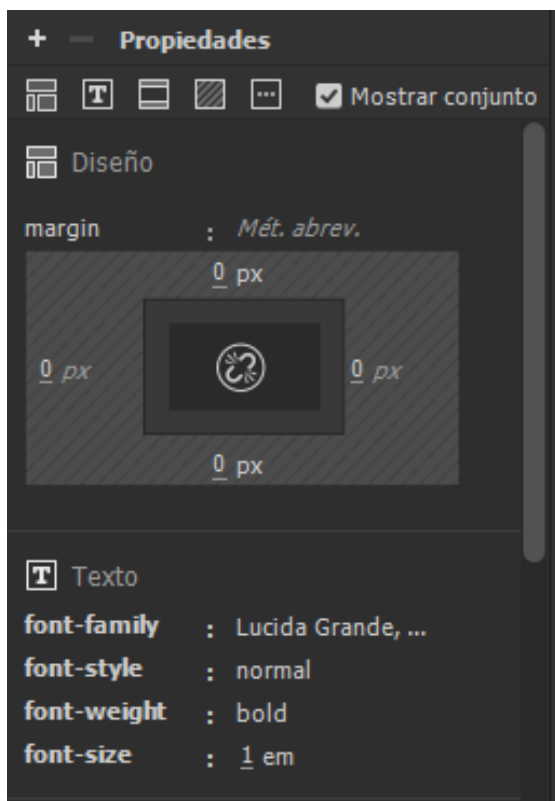 + — Propiedades
T Mostrar conjunto
Diseño
margin : Mét. abrev.
0 px
0 px 0 px
0 px
T Texto
font-family : Lucida Grande, ...
font-style : normal
font-weight : bold
font-size : 1 em